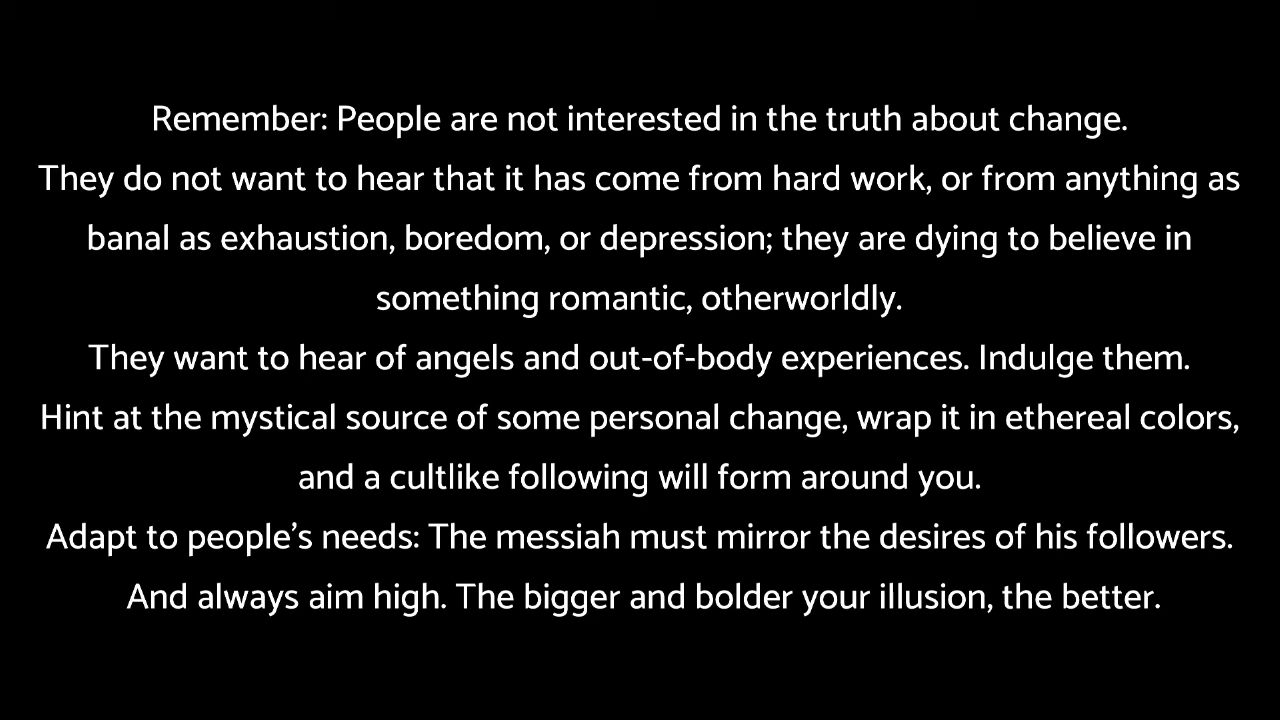 Remember: People are not interested in the truth about change.
They do not want to hear that it has come from hard work, or from anything as
banal as exhaustion, boredom, or depression; they are dying to believe in
something romantic, otherworldly.
They want to hear of angels and out-of-body experiences. Indulge them.
Hint at the mystical source of some personal change, wrap it in ethereal colors,
and a cultlike following will form around you.
Adapt to people’s needs: The messiah must mirror the desires of his followers.
And always aim high. The bigger and bolder your illusion, the better.